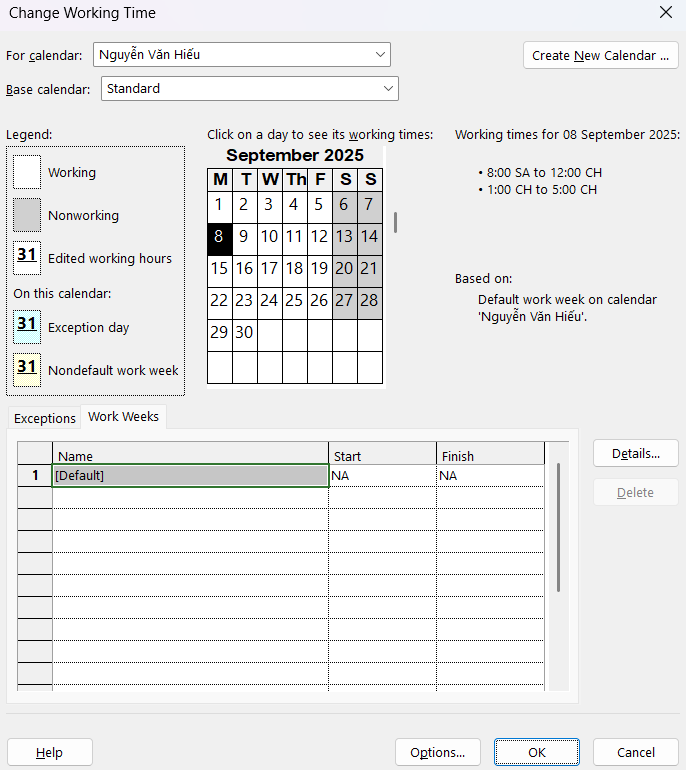 Change Working Time
For calendar: Nguyễn Văn Hiếu
Create New Calendar ...
Base calendar: Standard
Legend:
Working
Nonworking
31 Edited working hours
On this calendar:
31 Exception day
31 Nondefault work week
Click on a day to see its working times:
September 2025
M T W Th F S S
1 2 3 4 5 6 7
8 9 10 11 12 13 14
15 16 17 18 19 20 21
22 23 24 25 26 27 28
29 30
Working times for 08 September 2025:
• 8:00 SA to 12:00 CH
• 1:00 CH to 5:00 CH
Based on:
Default work week on calendar
'Nguyễn Văn Hiếu'.
Exceptions Work Weeks
Name Start Finish
1 [Default] NA NA
Details...
Delete
Help Options... OK Cancel